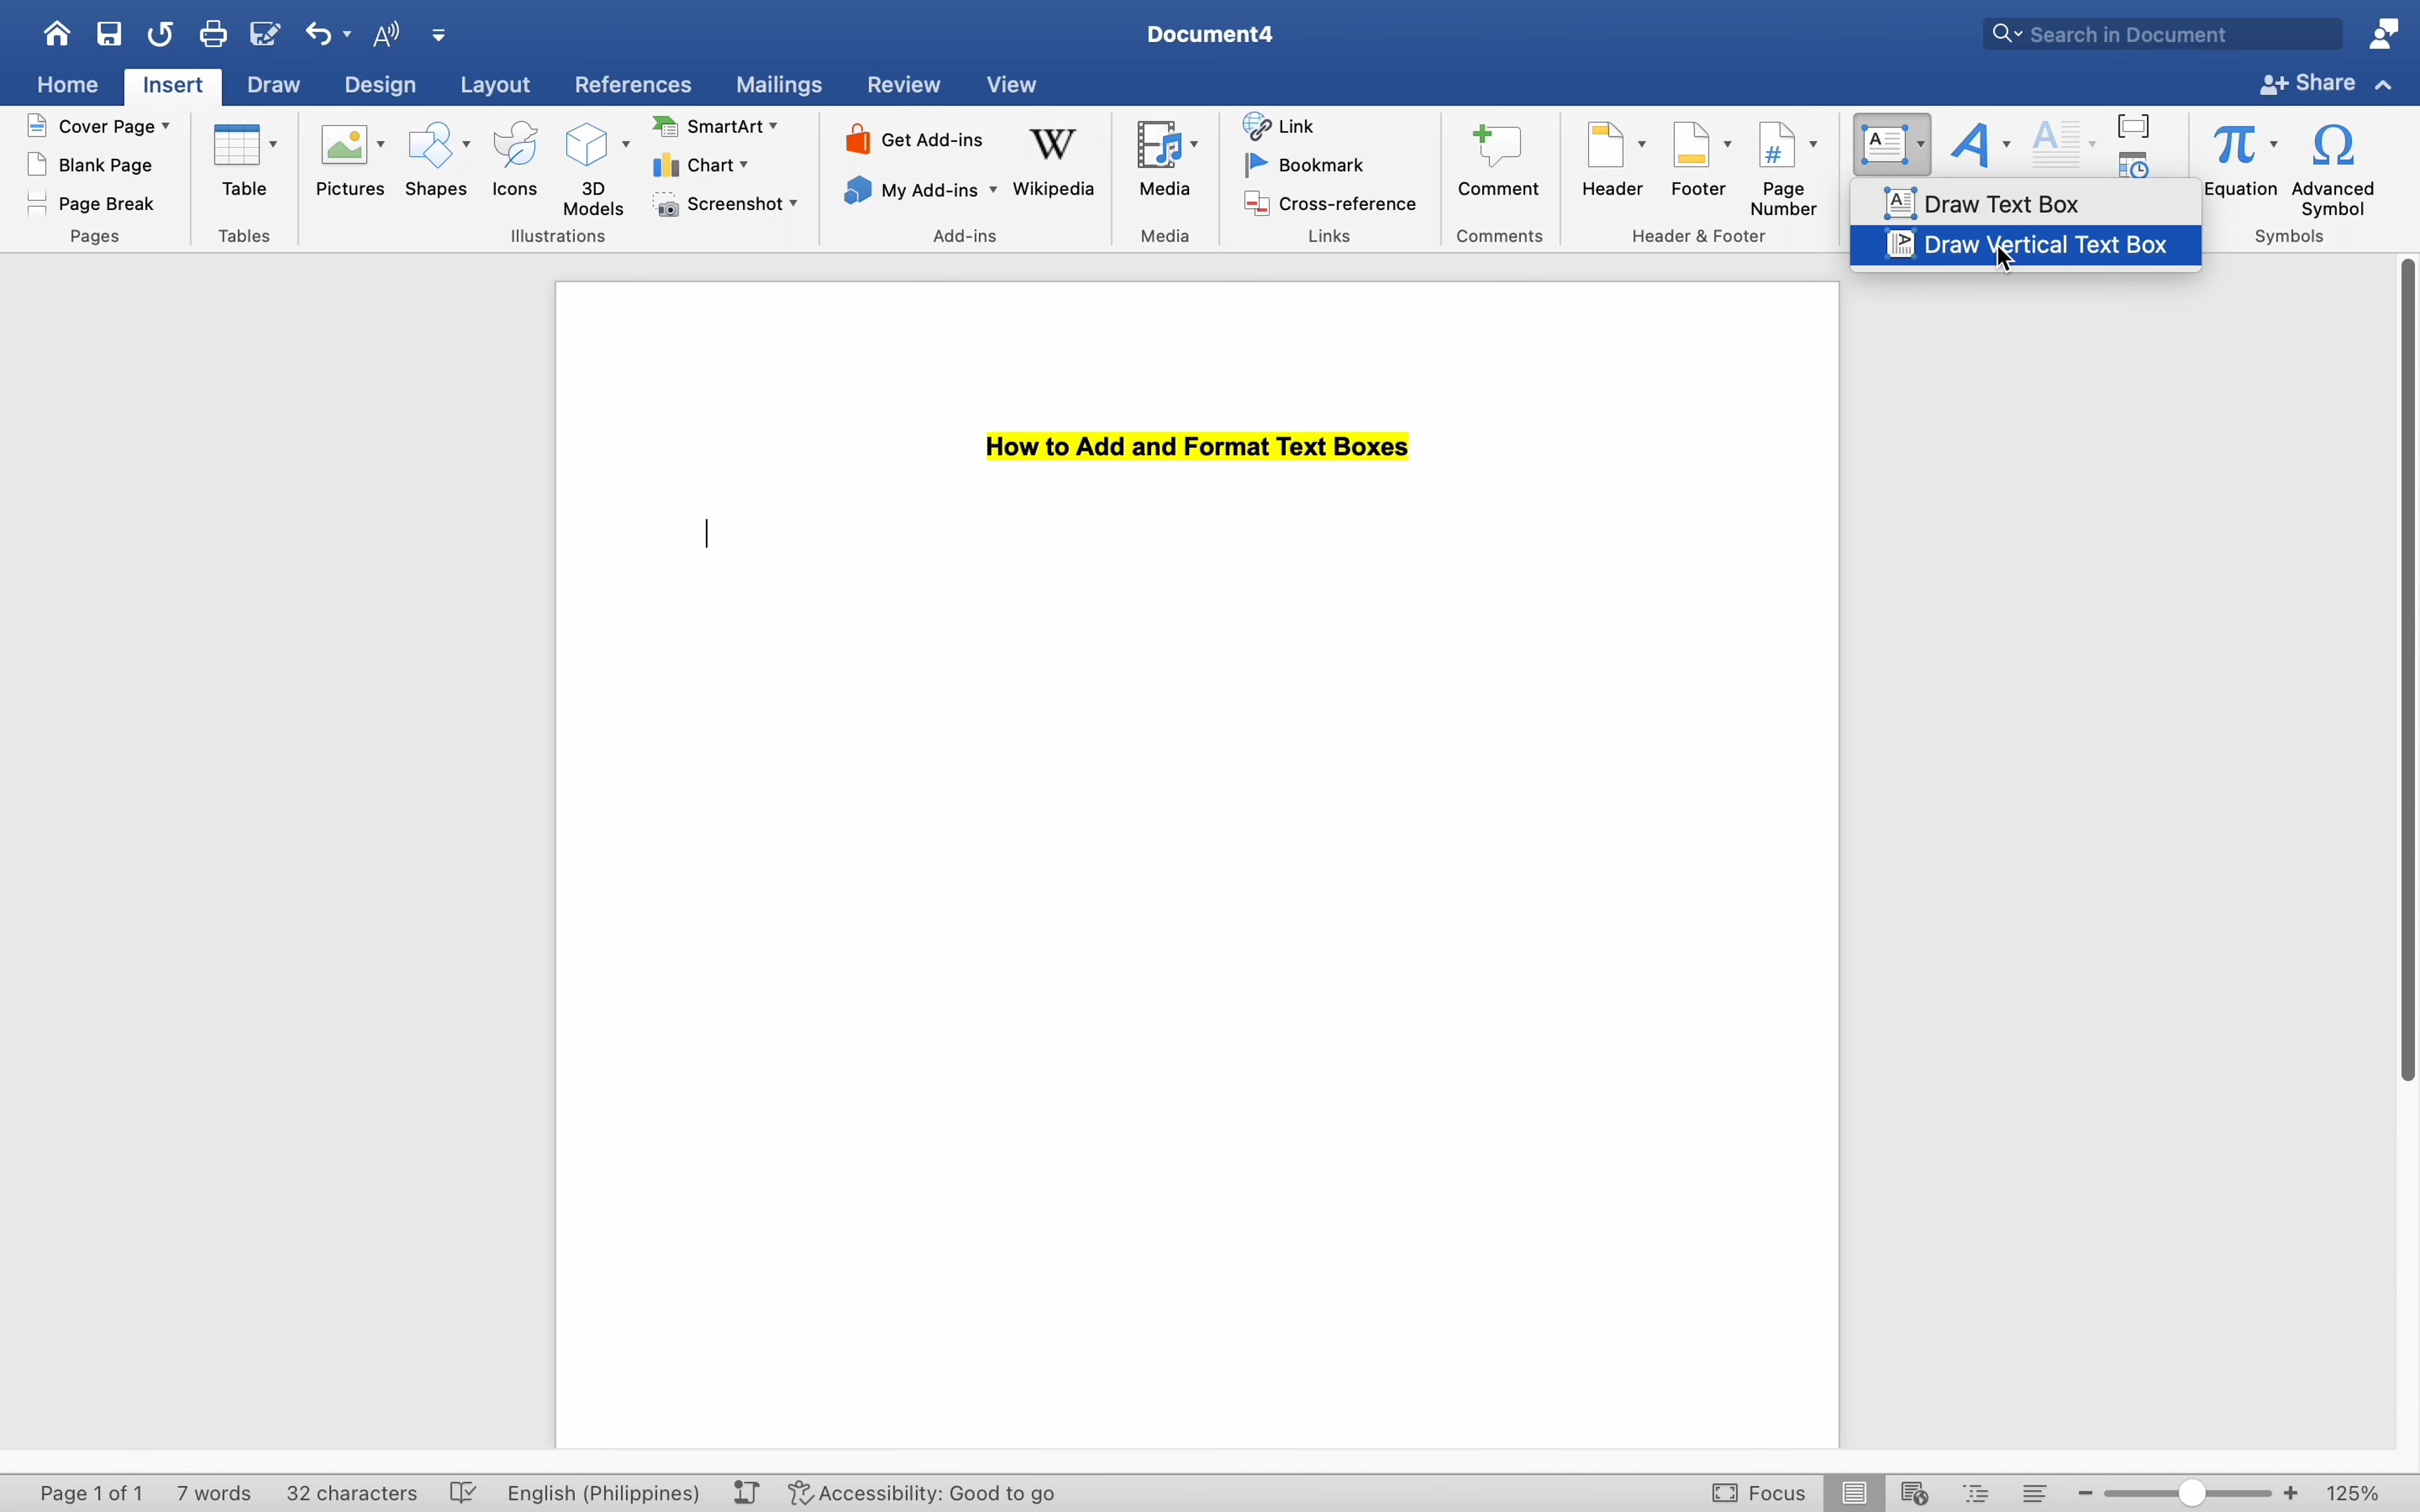 Document4
Search in Document
Home Insert Draw Design Layout References Mailings Review View Share
Cover Page
Blank Page
Page Break
Pages
Table
Tables
Pictures
Shapes
Icons
3D
Models
SmartArt
Chart
Screenshot
Illustrations
Get Add-ins
My Add-ins
Wikipedia
Add-ins
Media
Media
Link
Bookmark
Cross-reference
Links
Comment
Comments
Header
Footer
Page
Number
Header & Footer
Draw Text Box
Draw Vertical Text Box
Equation
Advanced
Symbol
Symbols
How to Add and Format Text Boxes
Page 1 of 1 7 words 32 characters English (Philippines) Accessibility: Good to go Focus 125%